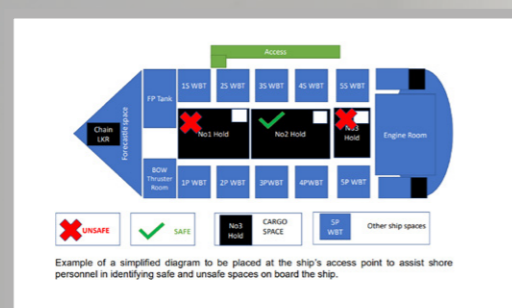 Access
1S WBT
2S WBT
3S WBT
4S WBT
5S WBT
FP Tank
Forecastle space
Chain
LKR
No1 Hold
No2 Hold
No3
Hold
Engine Room
BOW
Thruster
Room
1P WBT
2P WBT
3PWBT
4PWBT
5P WBT
UNSAFE
SAFE
No3
Hold
CARGO
SPACE
5P
WBT
Other ship spaces
Example of a simplified diagram to be placed at the ship's access point to assist shore
personnel in identifying safe and unsafe spaces on board the ship.